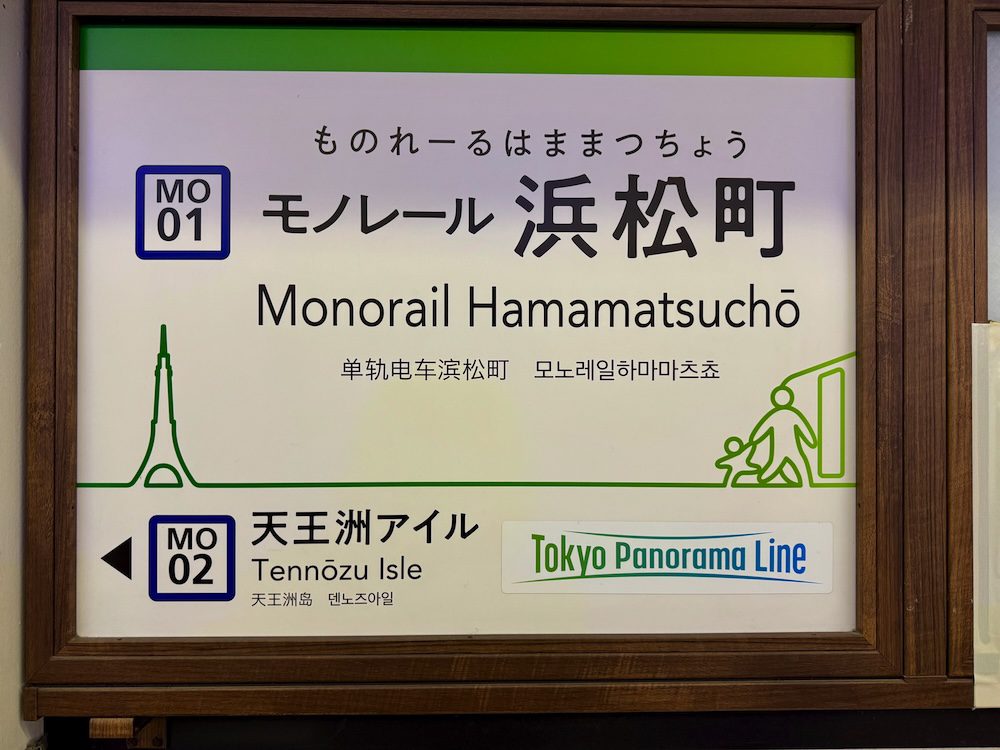 ものれーるはままつちょう
MO
01
モノレール 浜松町
Monorail Hamamatsuchō
单轨电车滨松町 모노레일하마마츠쵸
MO
02
天王洲アイル
Tennōzu Isle
天王洲岛 덴노즈아일
Tokyo Panorama Line